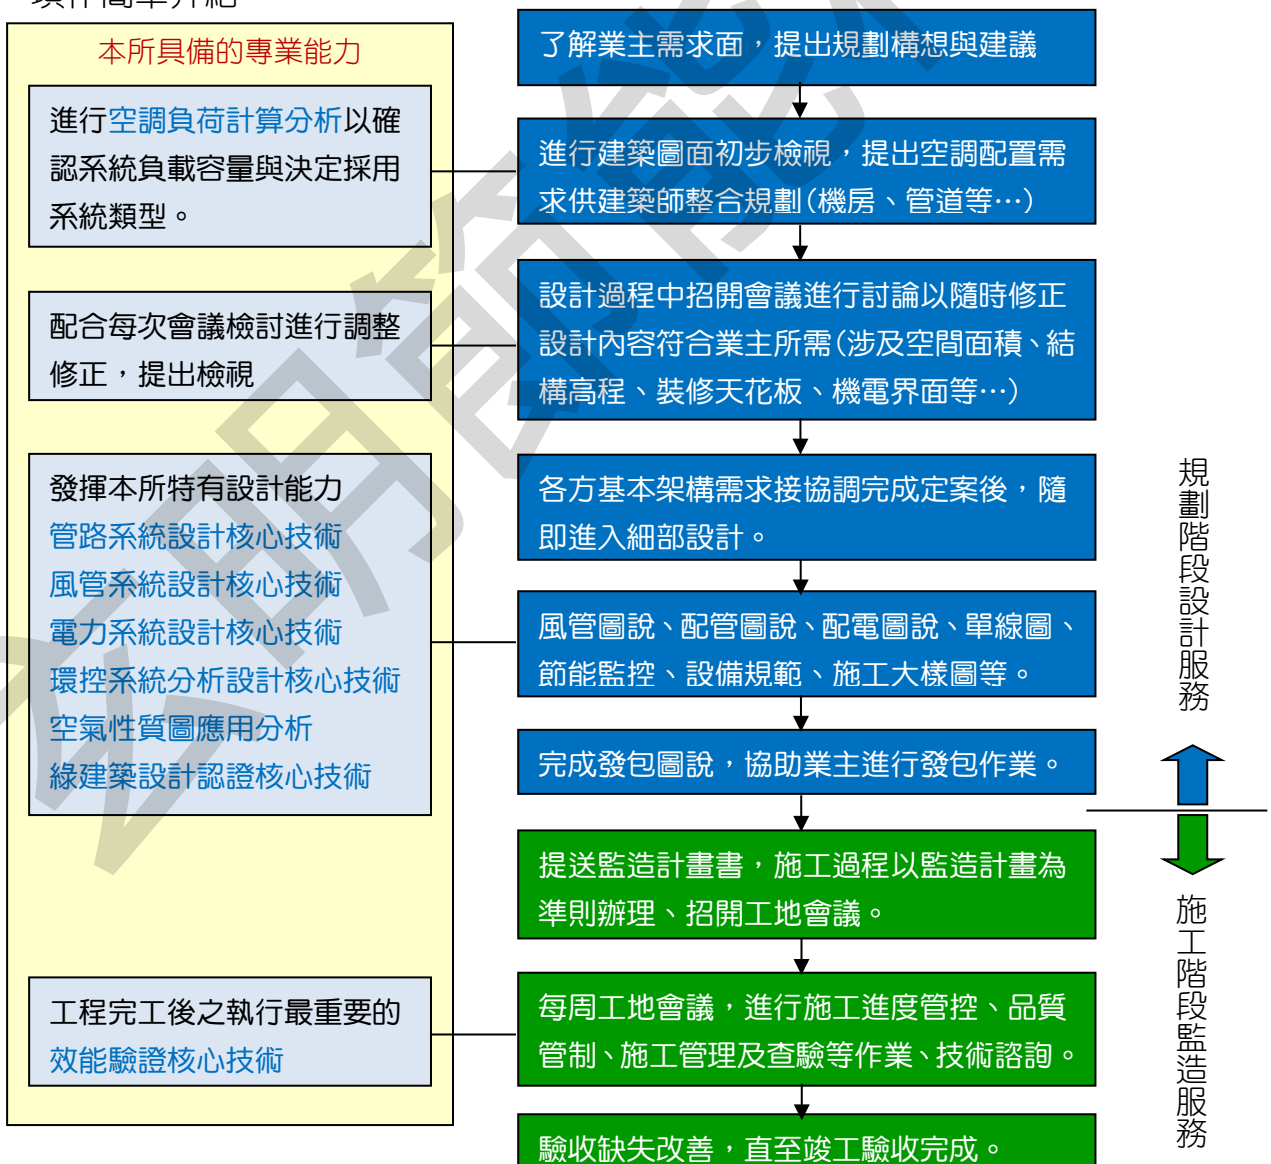 項作簡單介紹
本所具備的專業能力
進行空調負荷計算分析以確
認系統負載容量與決定採用
系統類型。
配合每次會議檢討進行調整
修正，提出檢視
發揮本所特有設計能力
管路系統設計核心技術
風管系統設計核心技術
電力系統設計核心技術
環控系統分析設計核心技術
空氣性質圖應用分析
綠建築設計認證核心技術
工程完工後之執行最重要的
效能驗證核心技術
了解業主需求面，提出規劃構想與建議
進行建築圖面初步檢視，提出空調配置需
求供建築師整合規劃(機房、管道等…)
設計過程中招開會議進行討論以隨時修正
設計內容符合業主所需(涉及空間面積、結
構高程、裝修天花板、機電界面等…)
各方基本架構需求接協調完成定案後，隨
即進入細部設計。
風管圖說、配管圖說、配電圖說、單線圖、
節能監控、設備規範、施工大樣圖等。
完成發包圖說，協助業主進行發包作業。
提送監造計畫書，施工過程以監造計畫為
準則辦理、招開工地會議。
每周工地會議，進行施工進度管控、品質
管制、施工管理及查驗等作業、技術諮詢。
驗收缺失改善，直至竣工驗收完成。
規劃階段設計服務
施工階段監造服務
玄明節能